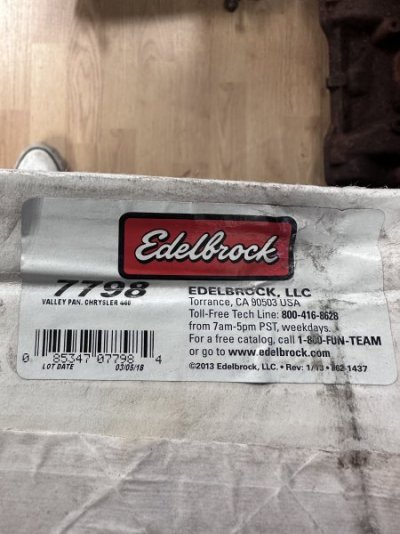 Edelbrock
7798
VALLEY PAN. CHRYSLER 440
0 85347 07798 4
LOT DATE 03/05/18
EDELBROCK, LLC
Torrance, CA 90503 USA
Toll-Free Tech Line: 800-416-8628
from 7am-5pm PST, weekdays.
For a free catalog, call 1-800-FUN-TEAM
or go to www.edelbrock.com
©2013 Edelbrock, LLC. • Rev: 1/13 • #62-1437